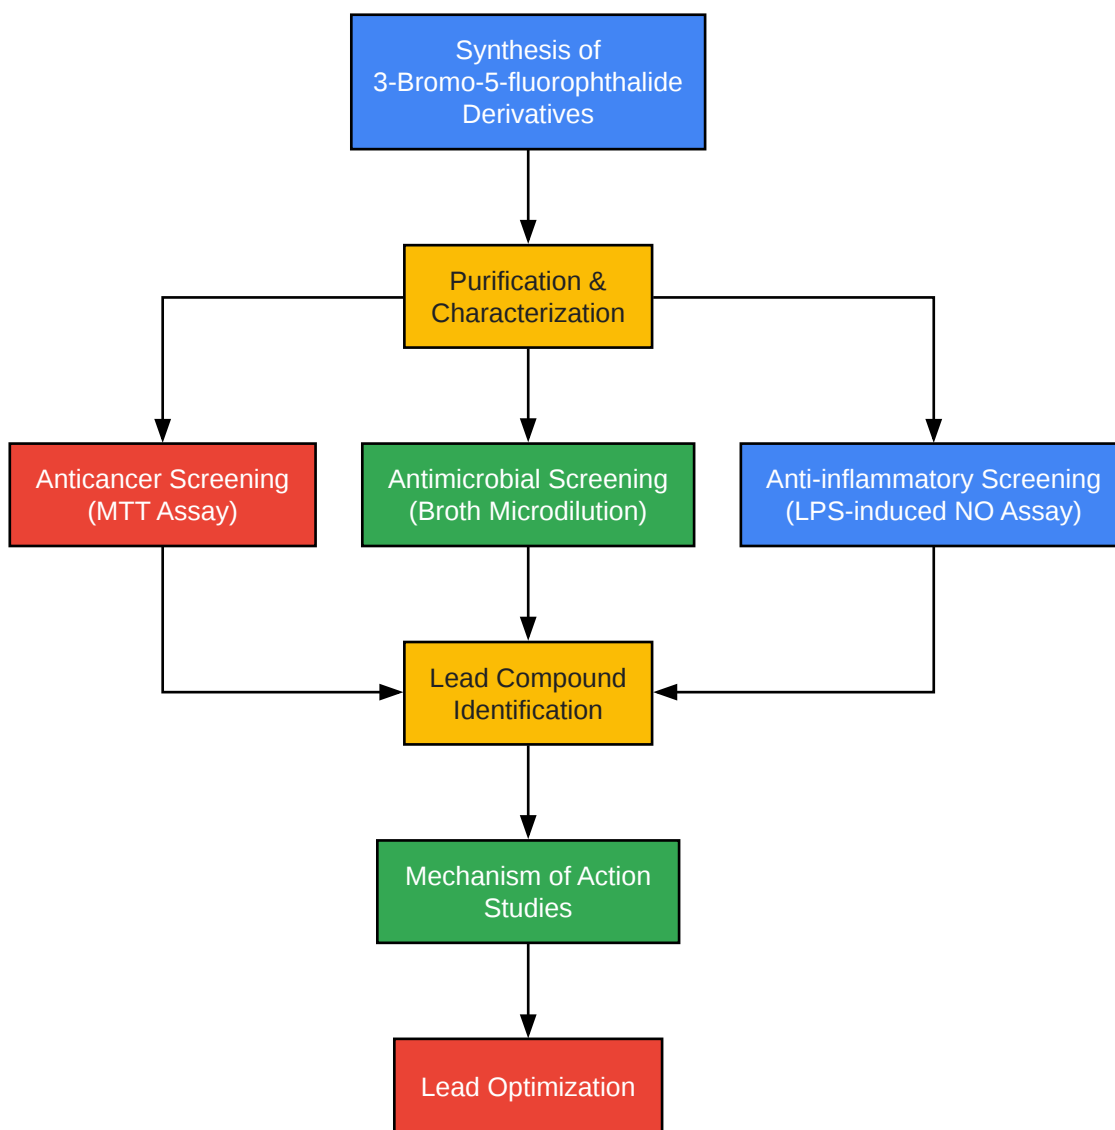 Synthesis of
3-Bromo-5-fluorophthalide
Derivatives
Purification &
Characterization
Anticancer Screening
(MTT Assay)
Antimicrobial Screening
(Broth Microdilution)
Anti-inflammatory Screening
(LPS-induced NO Assay)
Lead Compound
Identification
Mechanism of Action
Studies
Lead Optimization